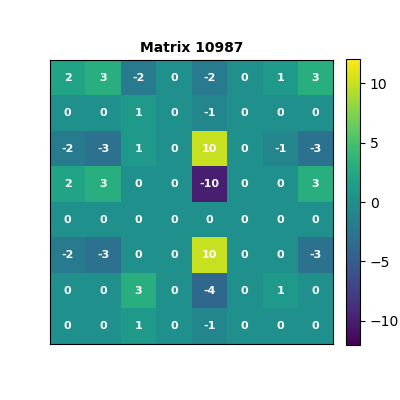 Matrix 10987
2 3 -2 0 -2 0 1 3
0 0 1 0 -1 0 0 0
-2 -3 1 0 10 0 -1 -3
2 3 0 0 -10 0 0 3
0 0 0 0 0 0 0 0
-2 -3 0 0 10 0 0 -3
0 0 3 0 -4 0 1 0
0 0 1 0 -1 0 0 0
10
5
0
−5
−10